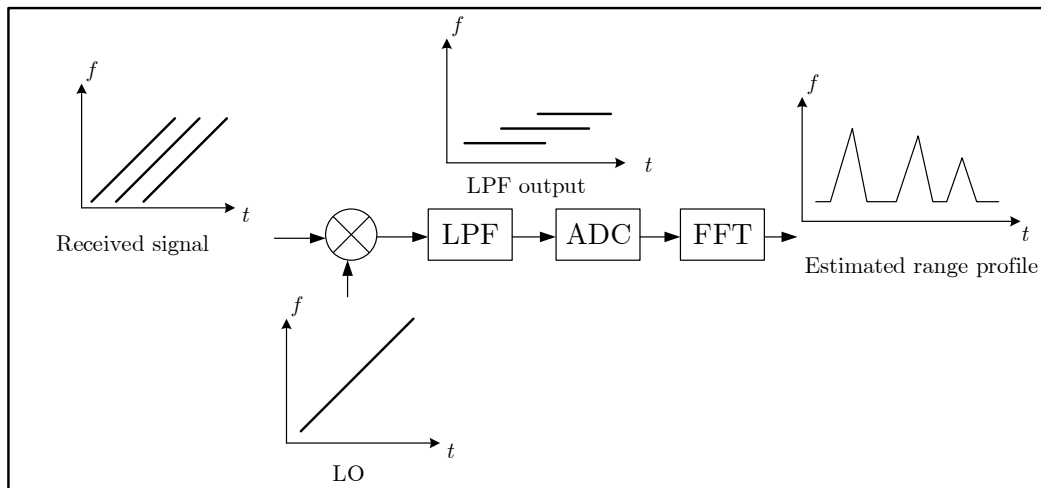 f
t
Received signal
f
t
LPF output
LPF
ADC
FFT
f
t
Estimated range profile
f
t
LO